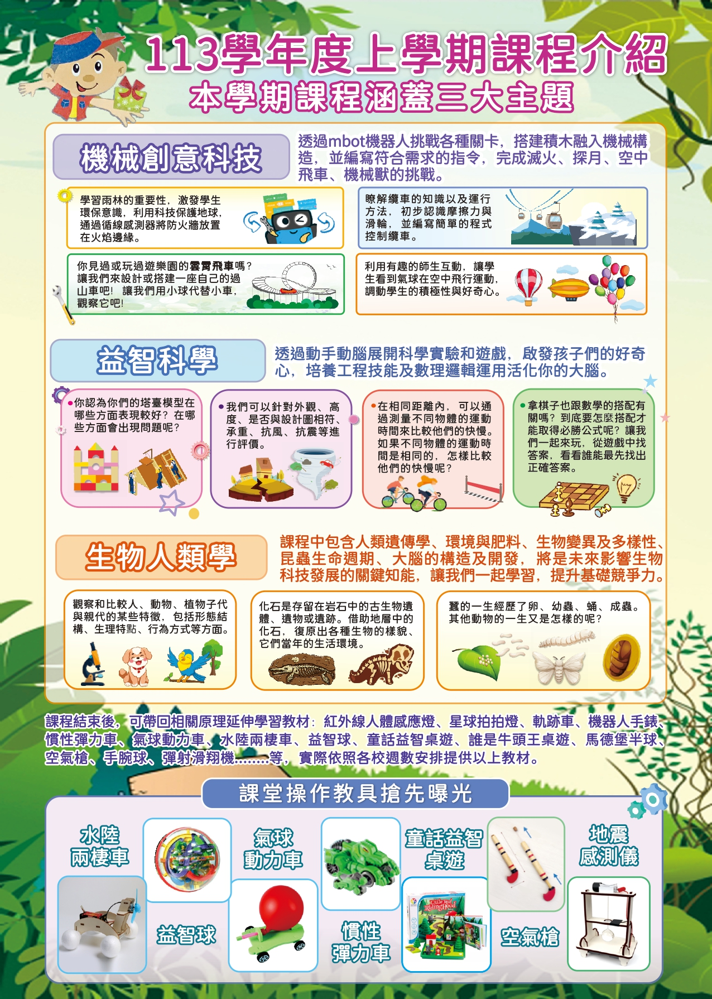 113學年度上學期課程介紹
本學期課程涵蓋三大主題
機械創意科技
透過mbot機器人挑戰各種關卡，搭建積木融入機械構
造，並編寫符合需求的指令，完成滅火、探月、空中
飛車、機械獸的挑戰。
學習雨林的重要性，激發學生
環保意識，利用科技保護地球，
通過循線感測器將防火牆放置
在火焰邊緣。
瞭解纜車的知識以及運行
方法，初步認識摩擦力與
滑輪，並編寫簡單的程式
控制纜車。
你見過或玩過遊樂園的雲霄飛車嗎？
讓我們來設計或搭建一座自己的過
山車吧！讓我們用小球代替小車，
觀察它吧！
利用有趣的師生互動，讓學
生看到氣球在空中飛行運動，
調動學生的積極性與好奇心。
益智科學
透過動手動腦展開科學實驗和遊戲，啟發孩子們的好奇
心，培養工程技能及數理邏輯運用活化你的大腦。
•你認為你們的塔臺模型在
哪些方面表現較好？在哪
些方面會出現問題呢？
•我們可以針對外觀、高
度、是否與設計圖相符、
承重、抗風、抗震等進
行評價。
•在相同距離內，可以通
過測量不同物體的運動
時間來比較他們的快慢。
如果不同物體的運動時
間是相同的，怎樣比較
他們的快慢呢？
•拿棋子也跟數學的搭配有
關嗎？到底要怎麼搭配才
能取得必勝公式呢？讓我
們一起來玩，從遊戲中找
答案，看看誰能最先找出
正確答案。
生物人類學
課程中包含人類遺傳學、環境與肥料、生物變異及多樣性、
昆蟲生命週期、大腦的構造及開發，將是未來影響生物
科技發展的關鍵知能，讓我們一起學習，提升基礎競爭力。
觀察和比較人、動物、植物子代
與親代的某些特徵，包括形態結
構、生理特點、行為方式等方面。
化石是存留在岩石中的古生物遺
體、遺物或遺跡。借助地層中的
化石，復原出各種生物的樣貌、
它們當年的生活環境。
蠶的一生經歷了卵、幼蟲、蛹、成蟲。
其他動物的一生又是怎樣的呢？
課程結束後，可帶回相關原理延伸學習教材：紅外線人體感應燈、星球拍拍燈、軌跡車、機器人手錶、
慣性彈力車、氣球動力車、水陸兩棲車、益智球、童話益智桌遊、誰是牛頭王桌遊、馬德堡半球、
空氣槍、手腕球、彈射滑翔機........等，實際依照各校週數安排提供以上教材。
課堂操作教具搶先曝光
水陸
兩棲車
益智球
氣球
動力車
慣性
彈力車
童話益智
桌遊
Little Red
Riding Hood
空氣槍
地震
感測儀